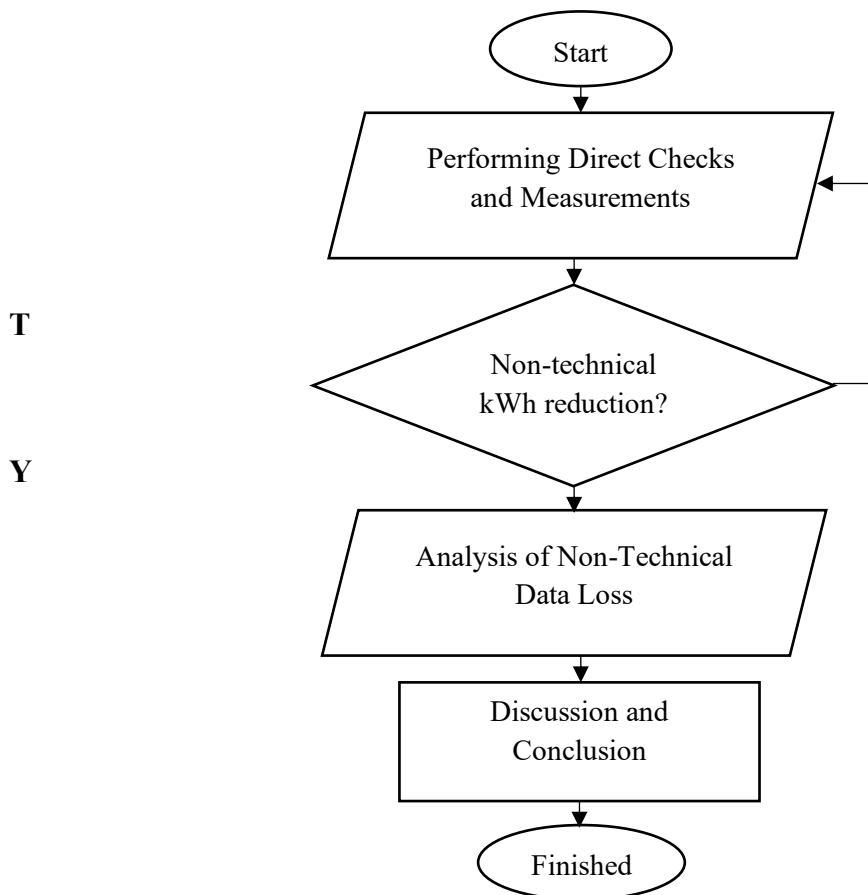 Start
Performing Direct Checks
and Measurements
T
Non-technical
kWh reduction?
Y
Analysis of Non-Technical
Data Loss
Discussion and
Conclusion
Finished